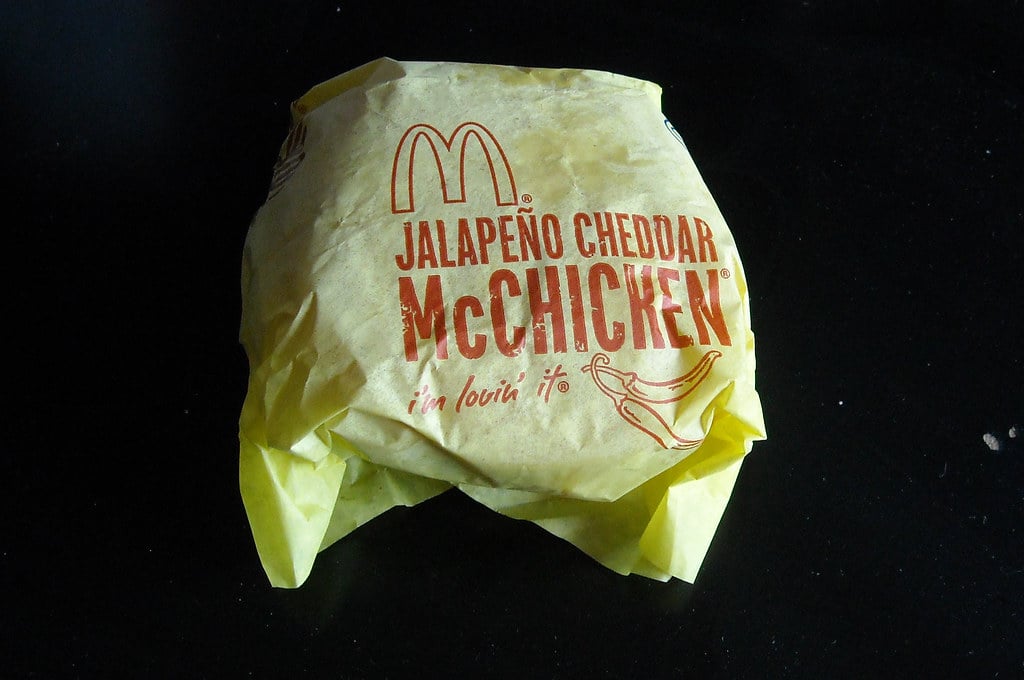 M®
JALAPEÑO CHEDDAR
McCHICKEN®
i'm lovin' it®